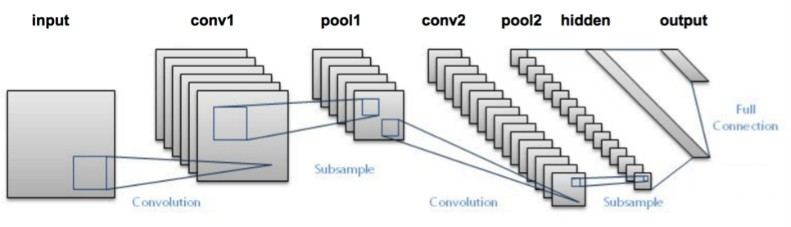 input conv1 pool1 conv2 pool2 hidden output
Full
Connection
Subsample
Convolution Convolution Subsample